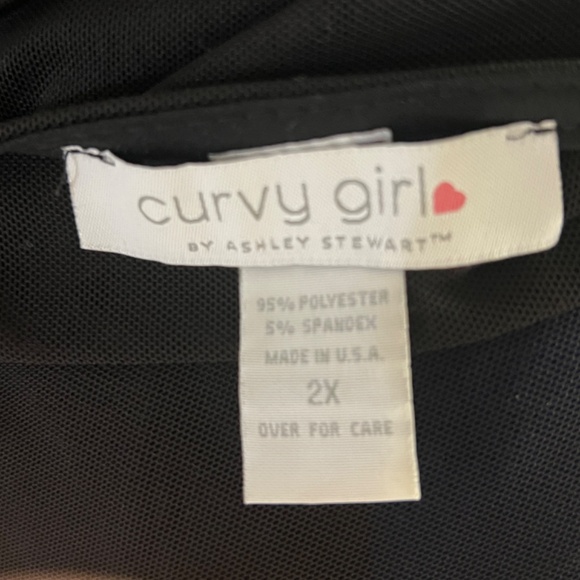 curvy girl
BY ASHLEY STEWART™
95% POLYESTER
5% SPANDEX
MADE IN U.S.A.
2X
OVER FOR CARE